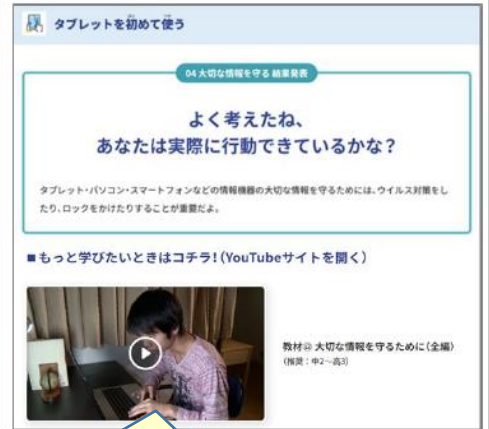 タブレットを初めて使う
04 大切な情報を守る 結果発表
よく考えたね、
あなたは実際に行動できているかな?
タブレット・パソコン・スマートフォンなどの情報機器の大切な情報を守るためには、ウイルス対策をし
たり、ロックをかけたりすることが重要だよ。
■もっと学びたいときはコチラ!(YouTubeサイトを開く)
教材 大切な情報を守るために(全編)
(推奨:中2~高3)